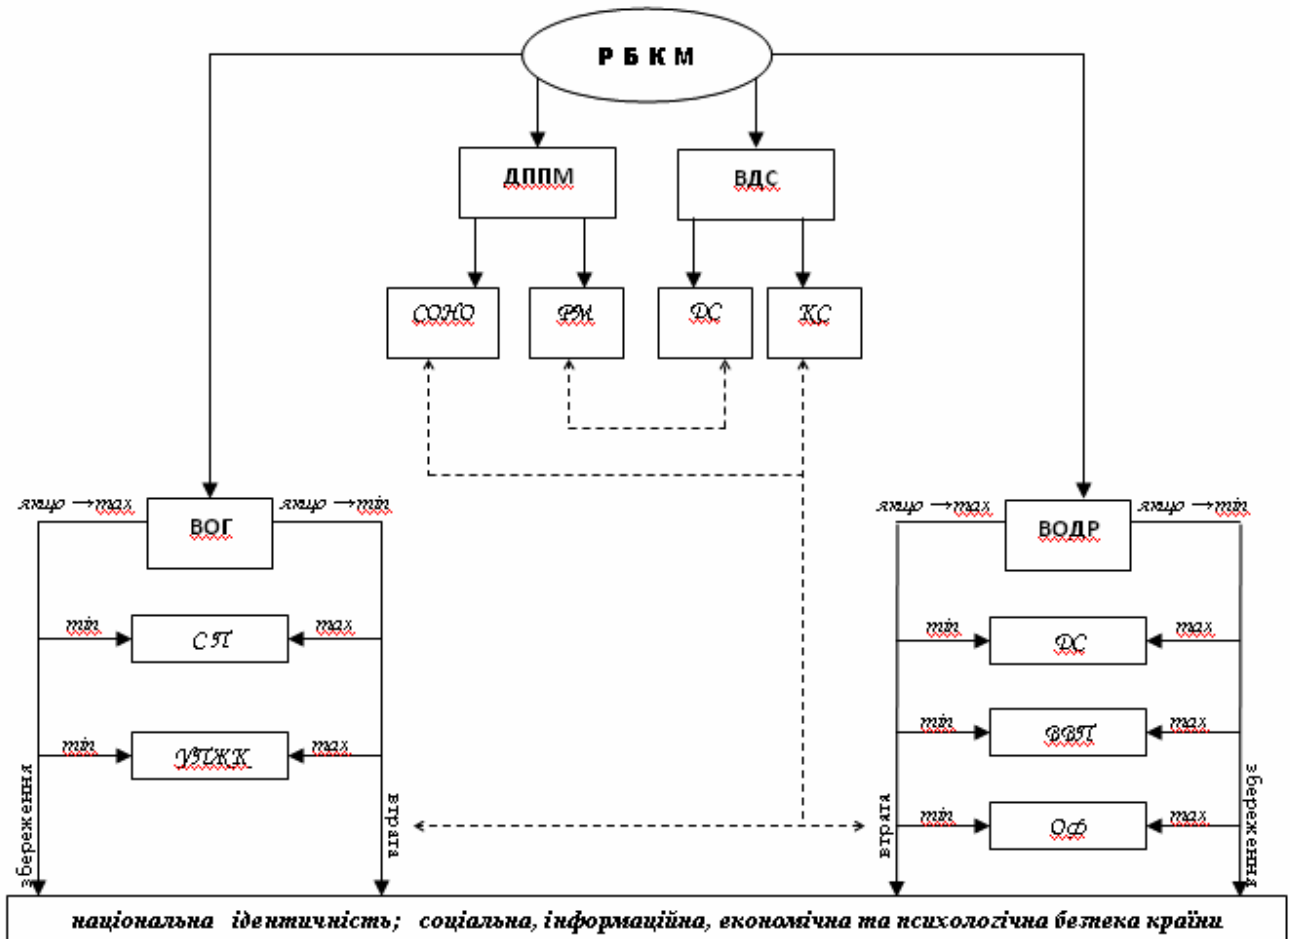 Р Б К М
ДППМ
ВДС
СОНО
РМ
ДС
КС
якщо →max
ВОГ
якщо →min
якщо →max
ВОДР
якщо →min
min
СП
max
min
ДС
max
min
УПЖК
max
min
ВВП
max
min
ОФ
max
збереження
втрата
втрата
збереження
національна ідентичність; соціальна, інформаційна, економічна та психологічна безпека країни